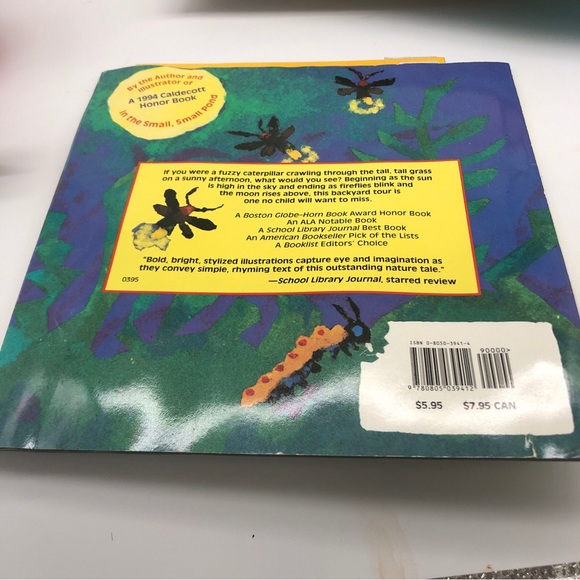 By the Author and
Illustrator of
A 1994 Caldecott
Honor Book
In the Small, Small Pond
If you were a fuzzy caterpillar crawling through the tall, tall grass
on a sunny afternoon, what would you see? Beginning as the sun
is high in the sky and ending as fireflies blink and
the moon rises above, this backyard tour is
one no child will want to miss.
A Boston Globe–Horn Book Award Honor Book
An ALA Notable Book
A School Library Journal Best Book
An American Bookseller Pick of the Lists
A Booklist Editors' Choice
"Bold, bright, stylized illustrations capture eye and imagination as
they convey simple, rhyming text of this outstanding nature tale."
—School Library Journal, starred review
0395
ISBN 0-8050-3941-4
90000>
9 780805 039412
$5.95 $7.95 CAN